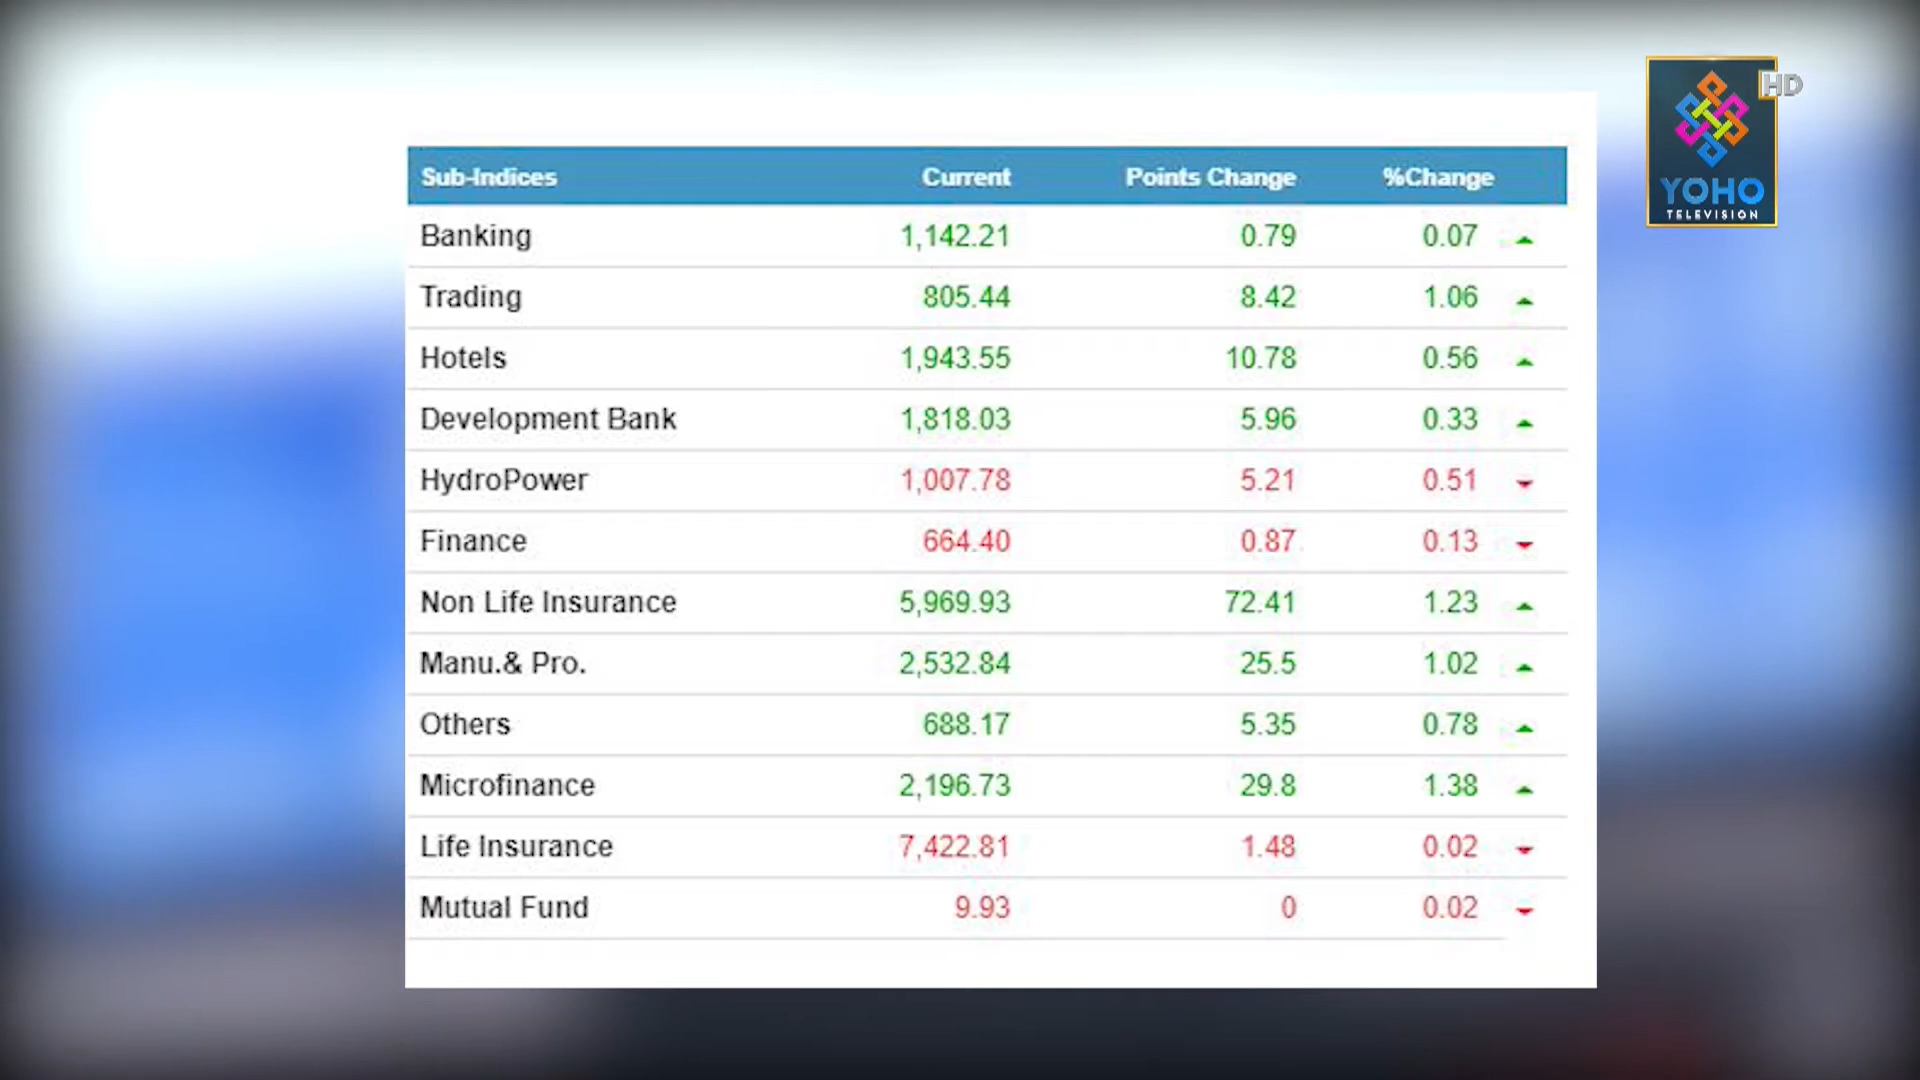 HD
YOHO
TELEVISION
Sub-Indices Current Points Change %Change
Banking 1,142.21 0.79 0.07
Trading 805.44 8.42 1.06
Hotels 1,943.55 10.78 0.56
Development Bank 1,818.03 5.96 0.33
HydroPower 1,007.78 5.21 0.51
Finance 664.40 0.87 0.13
Non Life Insurance 5,969.93 72.41 1.23
Manu.& Pro. 2,532.84 25.5 1.02
Others 688.17 5.35 0.78
Microfinance 2,196.73 29.8 1.38
Life Insurance 7,422.81 1.48 0.02
Mutual Fund 9.93 0 0.02